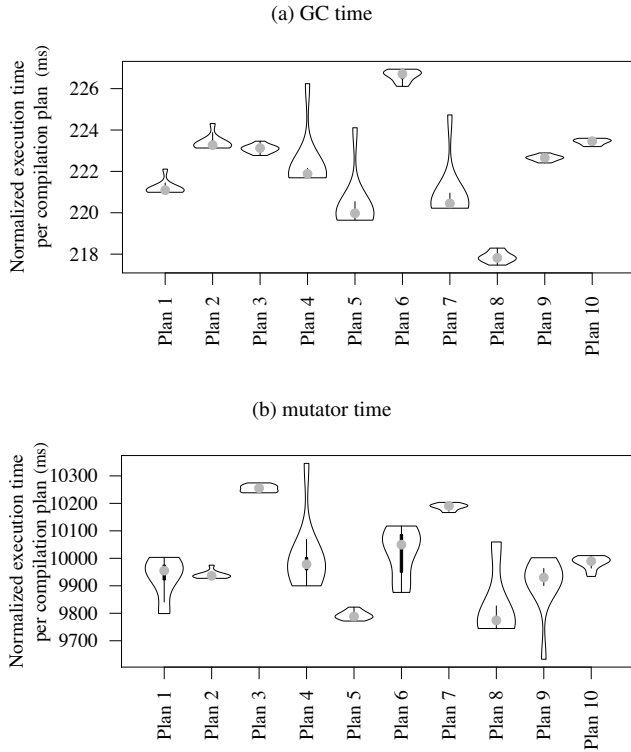 (a) GC time
Normalized execution time
per compilation plan (ms)
226
224
222
220
218
Plan 1
Plan 2
Plan 3
Plan 4
Plan 5
Plan 6
Plan 7
Plan 8
Plan 9
Plan 10
(b) mutator time
Normalized execution time
per compilation plan (ms)
10300
10200
10100
10000
9900
9800
9700
Plan 1
Plan 2
Plan 3
Plan 4
Plan 5
Plan 6
Plan 7
Plan 8
Plan 9
Plan 10